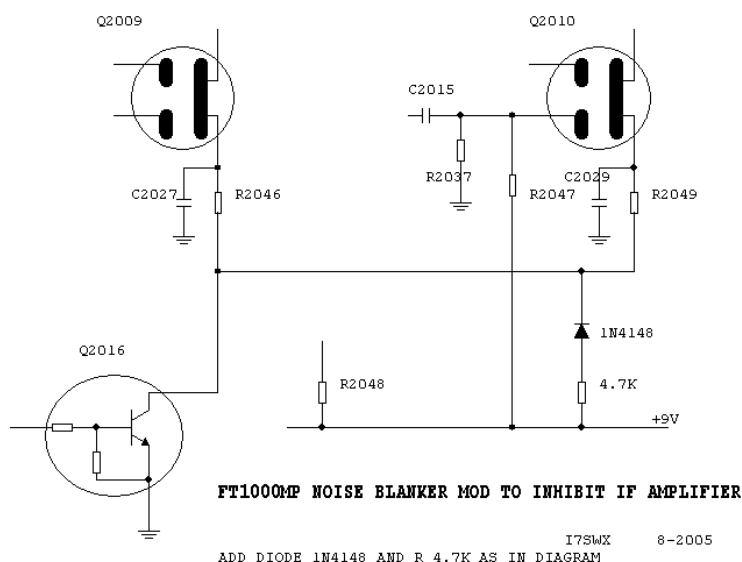 Q2009
Q2010
C2015
R2037
C2027
R2046
R2047
C2029
R2049
1N4148
Q2016
R2048
4.7K
+9V
FT1000MP NOISE BLANKER MOD TO INHIBIT IF AMPLIFIER
I7SWX 8-2005
ADD DIODE 1N4148 AND R 4.7K AS IN DIAGRAM